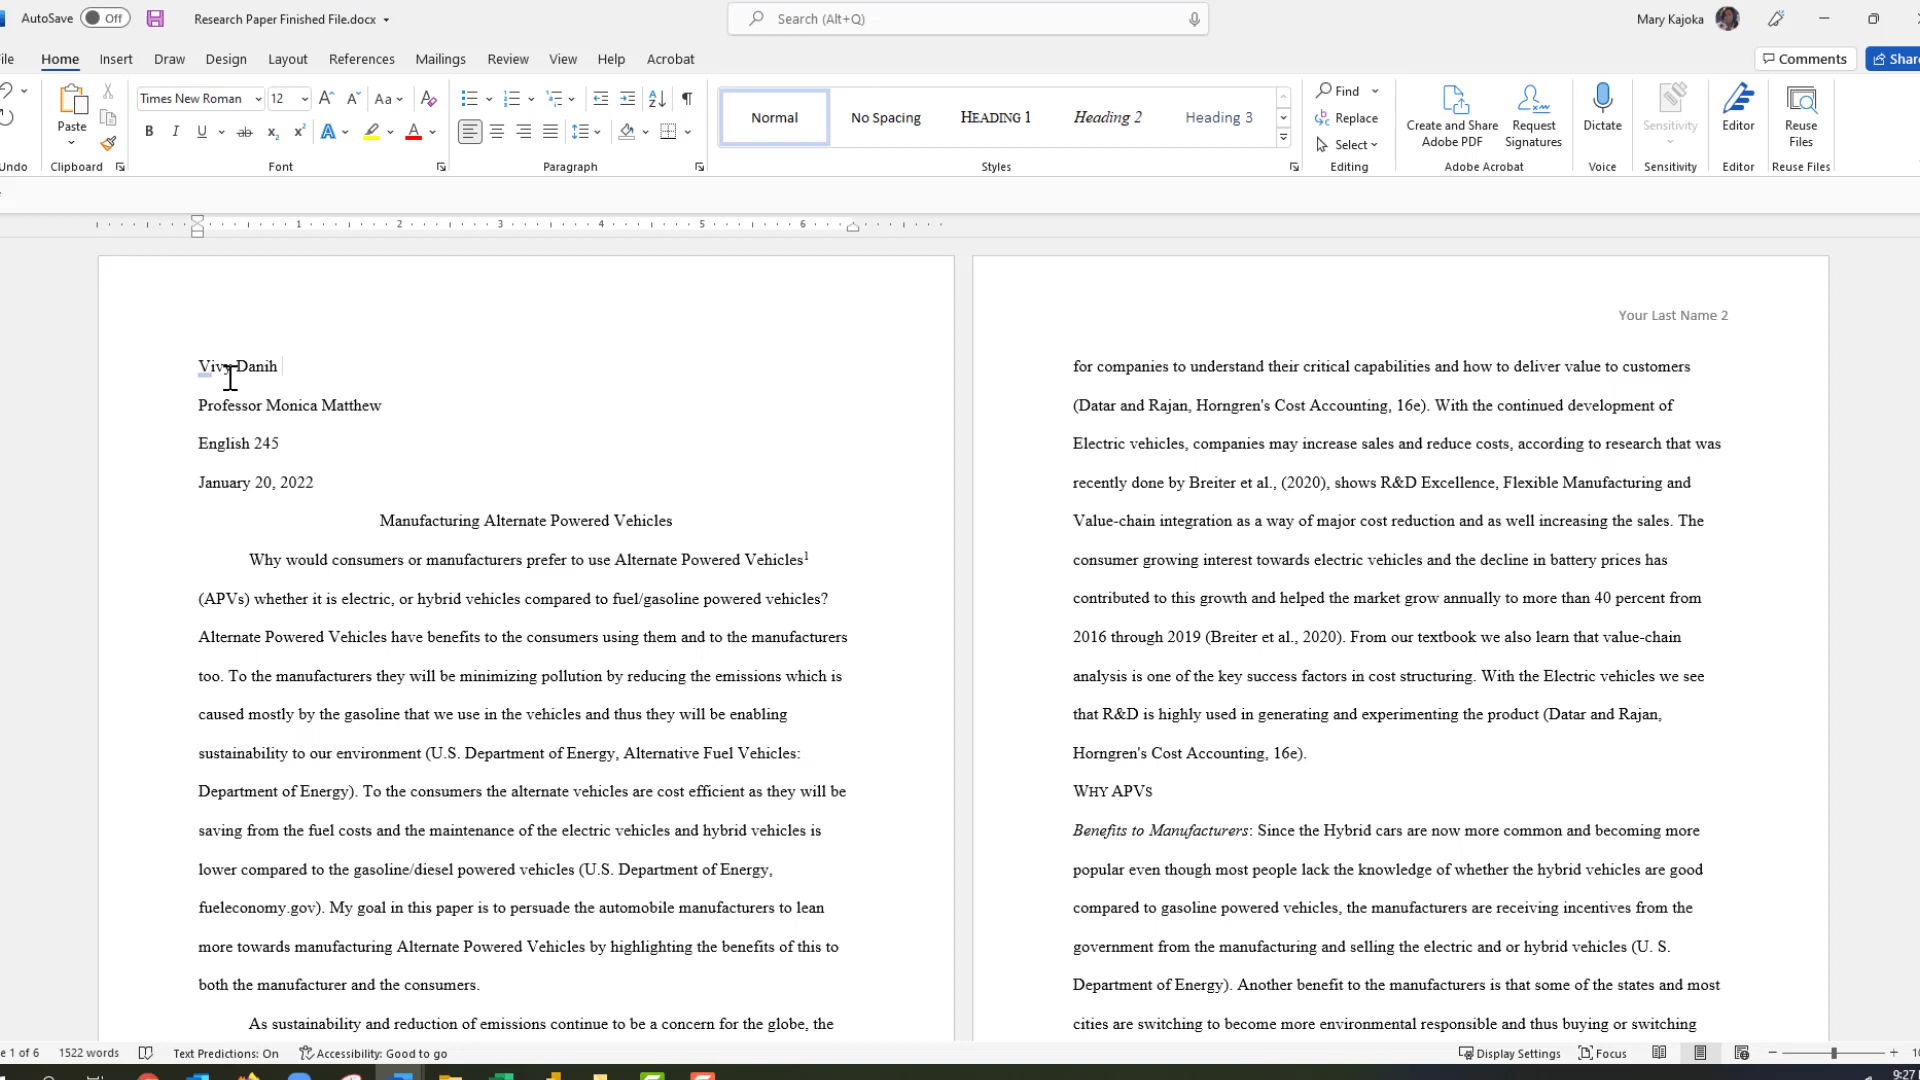 AutoSave Off Research Paper Finished File.docx Search (Alt+Q) Mary Kajoka
Home Insert Draw Design Layout References Mailings Review View Help Acrobat Comments
Times New Roman 12 Aa
Paste
B I U ab x₂ x² A A
Normal No Spacing HEADING 1 Heading 2 Heading 3
Find
Replace
Select
Create and Share
Adobe PDF
Request
Signatures
Dictate
Sensitivity
Editor
Reuse
Files
Undo Clipboard Font Paragraph Styles Editing Adobe Acrobat Voice Sensitivity Editor Reuse Files
1 2 3 4 5 6
Vivy Danih
Professor Monica Matthew
English 245
January 20, 2022
Manufacturing Alternate Powered Vehicles
Why would consumers or manufacturers prefer to use Alternate Powered Vehicles¹
(APVs) whether it is electric, or hybrid vehicles compared to fuel/gasoline powered vehicles?
Alternate Powered Vehicles have benefits to the consumers using them and to the manufacturers
too. To the manufacturers they will be minimizing pollution by reducing the emissions which is
caused mostly by the gasoline that we use in the vehicles and thus they will be enabling
sustainability to our environment (U.S. Department of Energy, Alternative Fuel Vehicles:
Department of Energy). To the consumers the alternate vehicles are cost efficient as they will be
saving from the fuel costs and the maintenance of the electric vehicles and hybrid vehicles is
lower compared to the gasoline/diesel powered vehicles (U.S. Department of Energy,
fueleconomy.gov). My goal in this paper is to persuade the automobile manufacturers to lean
more towards manufacturing Alternate Powered Vehicles by highlighting the benefits of this to
both the manufacturer and the consumers.
As sustainability and reduction of emissions continue to be a concern for the globe, the
Your Last Name 2
for companies to understand their critical capabilities and how to deliver value to customers
(Datar and Rajan, Horngren's Cost Accounting, 16e). With the continued development of
Electric vehicles, companies may increase sales and reduce costs, according to research that was
recently done by Breiter et al., (2020), shows R&D Excellence, Flexible Manufacturing and
Value-chain integration as a way of major cost reduction and as well increasing the sales. The
consumer growing interest towards electric vehicles and the decline in battery prices has
contributed to this growth and helped the market grow annually to more than 40 percent from
2016 through 2019 (Breiter et al., 2020). From our textbook we also learn that value-chain
analysis is one of the key success factors in cost structuring. With the Electric vehicles we see
that R&D is highly used in generating and experimenting the product (Datar and Rajan,
Horngren's Cost Accounting, 16e).
WHY APVS
Benefits to Manufacturers: Since the Hybrid cars are now more common and becoming more
popular even though most people lack the knowledge of whether the hybrid vehicles are good
compared to gasoline powered vehicles, the manufacturers are receiving incentives from the
government from the manufacturing and selling the electric and or hybrid vehicles (U. S.
Department of Energy). Another benefit to the manufacturers is that some of the states and most
cities are switching to become more environmental responsible and thus buying or switching
1 of 6 1522 words Text Predictions: On Accessibility: Good to go Display Settings Focus
9:27